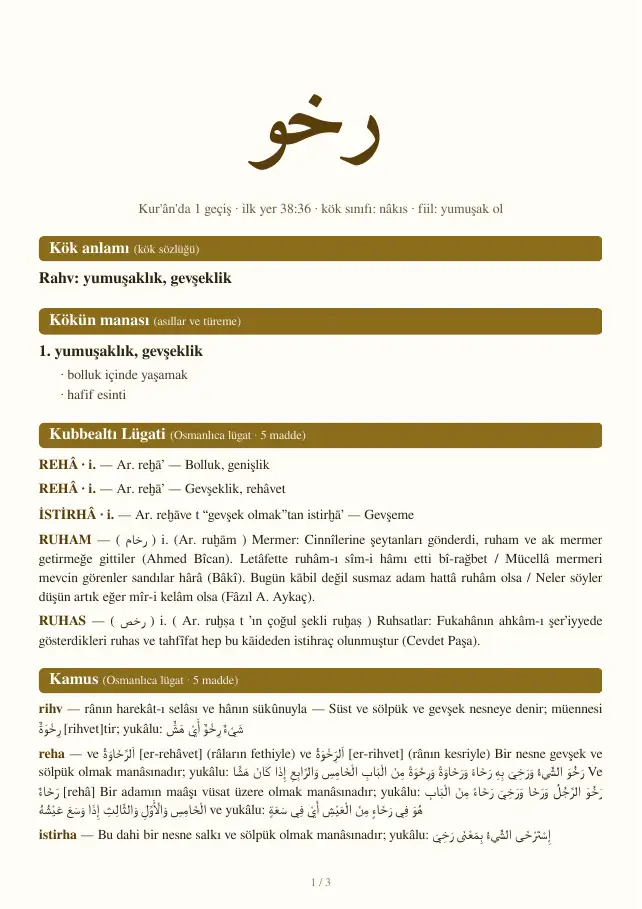 رخو
Kur'ân'da 1 geçiş · ilk yer 38:36 · kök sınıfı: nâkıs · fiil: yumuşak ol
Kök anlamı (kök sözlüğü)
Rahv: yumuşaklık, gevşeklik
Kökün manası (asıllar ve türeme)
1. yumuşaklık, gevşeklik
· bolluk içinde yaşamak
· hafif esinti
Kubbealtı Lügati (Osmanlıca lügat · 5 madde)
REHÂ · i. — Ar. reḫā’ — Bolluk, genişlik
REHÂ · i. — Ar. reḫā’ — Gevşeklik, rehâvet
İSTİRHÂ · i. — Ar. reḫāve t “gevşek olmak”tan istirḫā’ — Gevşeme
RUHAM — ( رخام ) i. (Ar. ruḫām ) Mermer: Cinnîlerine şeytanları gönderdi, ruham ve ak mermer
getirmeğe gittiler (Ahmed Bîcan). Letâfette ruhâm-ı sîm-i hâmı etti bî-rağbet / Mücellâ mermeri
mevcin görenler sandılar hârâ (Bâkî). Bugün kābil değil susmaz adam hattâ ruhâm olsa / Neler söyler
düşün artık eğer mîr-i kelâm olsa (Fâzıl A. Aykaç).
RUHAS — ( رخص ) i. ( Ar. ruḫṣa t ’ın çoğul şekli ruḫaṣ ) Ruhsatlar: Fukahânın ahkâm-ı şer’iyyede
gösterdikleri ruhas ve tahfîfat hep bu kāideden istihraç olunmuştur (Cevdet Paşa).
Kamus (Osmanlıca lügat · 5 madde)
rihv — rânın harekât-ı selâsı ve hânın sükûnuyla — Süst ve sölpük ve gevşek nesneye denir; müennesi
رِخْوَةٌ [rihvet]tir; yukâlu: شَيْءٌ رِخْوٌ أَيْ هَشٌّ
reha — ve اَلرَّخَاوَةُ [er-rehâvet] (râların fethiyle) ve اَلرِّخْوَةُ [er-rihvet] (rânın kesriyle) Bir nesne gevşek ve
sölpük olmak manâsınadır; yukâlu: رَخُوَ الشَّيْءُ وَرَخِيَ بِهِ رَخَاءً وَرَخَاوَةً وَرِخْوَةً مِنَ الْبَابِ الْخَامِسِ وَالرَّابِعِ إِذَا كَانَ هَشًّا Ve
رَخَاءٌ [rehâ] Bir adamın maâşı vüsat üzere olmak manâsınadır; yukâlu: رَخُوَ الرَّجُلُ وَرَخَا وَرَخِيَ رَخَاءً مِنَ الْبَابِ
الْخَامِسِ وَالْأَوَّلِ وَالثَّالِثِ إِذَا وَسَعَ عَيْشُهُ ve yukâlu: هُوَ فِي رَخَاءٍ مِنَ الْعَيْشِ أَيْ فِي سَعَةٍ
istirha — Bu dahi bir nesne salkı ve sölpük olmak manâsınadır; yukâlu: إِسْتَرْخَى الشَّيْءُ بِمَعْنَى رَخِيَ
1 / 3